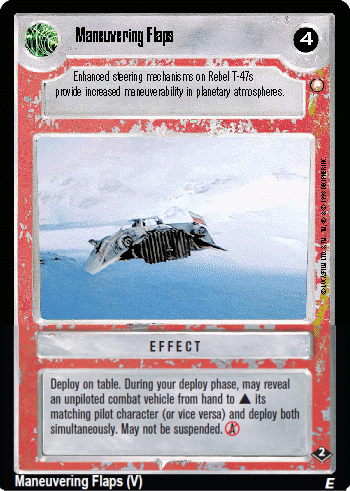 Maneuvering Flaps
4
Enhanced steering mechanisms on Rebel T-47s
provide increased maneuverability in planetary atmospheres.
EFFECT
Deploy on table. During your deploy phase, may reveal
an unpiloted combat vehicle from hand to ▲ its
matching pilot character (or vice versa) and deploy both
simultaneously. May not be suspended. A
2
Maneuvering Flaps (V)
E